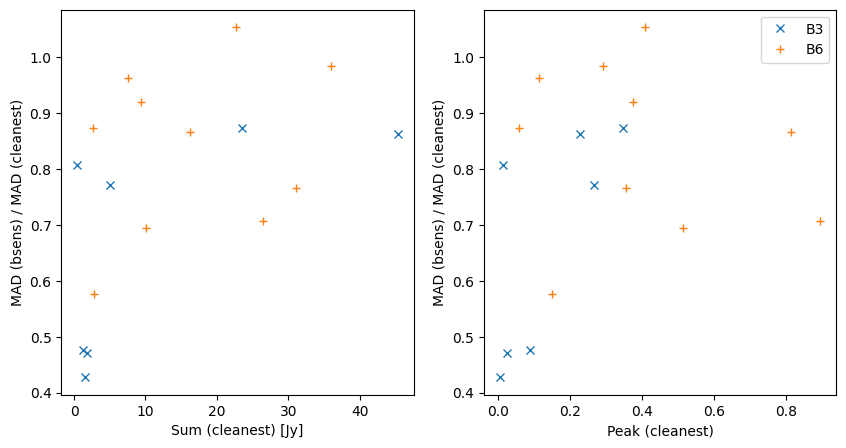 MAD (bsens) / MAD (cleanest)
1.0
0.9
0.8
0.7
0.6
0.5
0.4
0 10 20 30 40
Sum (cleanest) [Jy]
MAD (bsens) / MAD (cleanest)
1.0
0.9
0.8
0.7
0.6
0.5
0.4
0.0 0.2 0.4 0.6 0.8
Peak (cleanest)
B3
B6